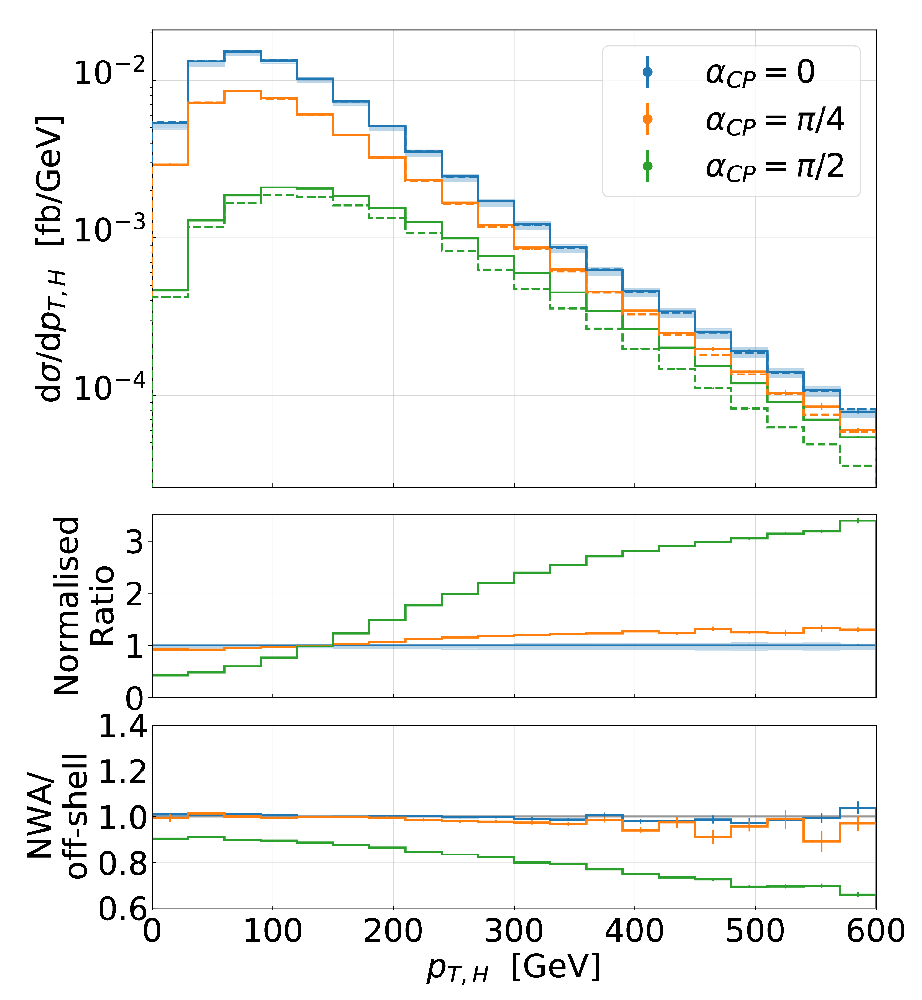 dσ/dp_{T,H} [fb/GeV]
10^{−2}
10^{−3}
10^{−4}
α_{CP} = 0
α_{CP} = π/4
α_{CP} = π/2
Normalised
Ratio
3
2
1
0
NWA/
off-shell
1.4
1.2
1.0
0.8
0.6
0 100 200 300 400 500 600
p_{T,H} [GeV]